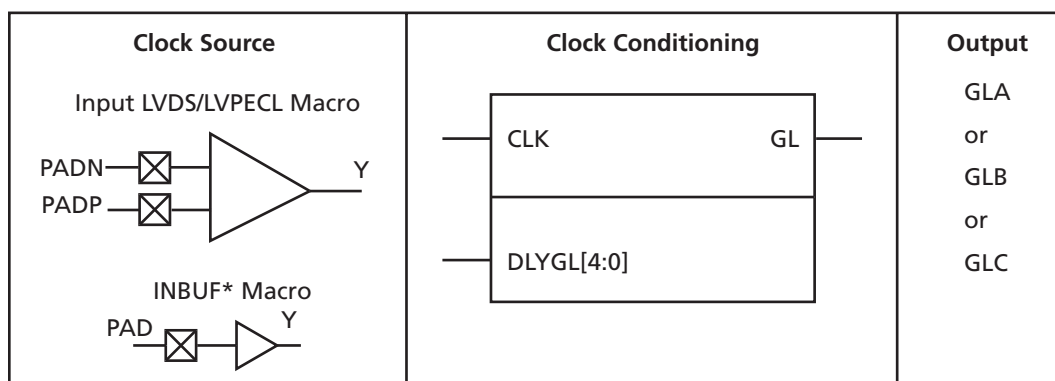 Clock Source
Input LVDS/LVPECL Macro
PADN
PADP
Y
INBUF* Macro
PAD
Y
Clock Conditioning
CLK
GL
DLYGL[4:0]
Output
GLA
or
GLB
or
GLC